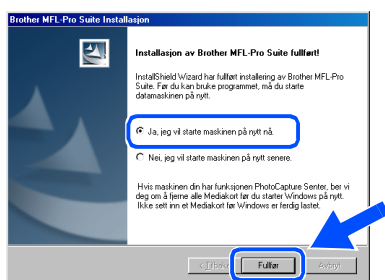 Brother MFL-Pro Suite Installasjon
Installasjon av Brother MFL-Pro Suite fullført!
InstallShield Wizard har fullført installering av Brother MFL-Pro
Suite. Før du kan bruke programmet, må du starte
datamaskinen på nytt.
Ja, jeg vil starte maskinen på nytt nå.
Nei, jeg vil starte maskinen på nytt senere.
Hvis maskinen din har funksjonen PhotoCapture Senter, ber vi
deg om å fjerne alle Mediakort før du starter Windows på nytt.
Ikke sett inn et Mediakort før Windows er ferdig lastet.
Fullfør
Avbryt